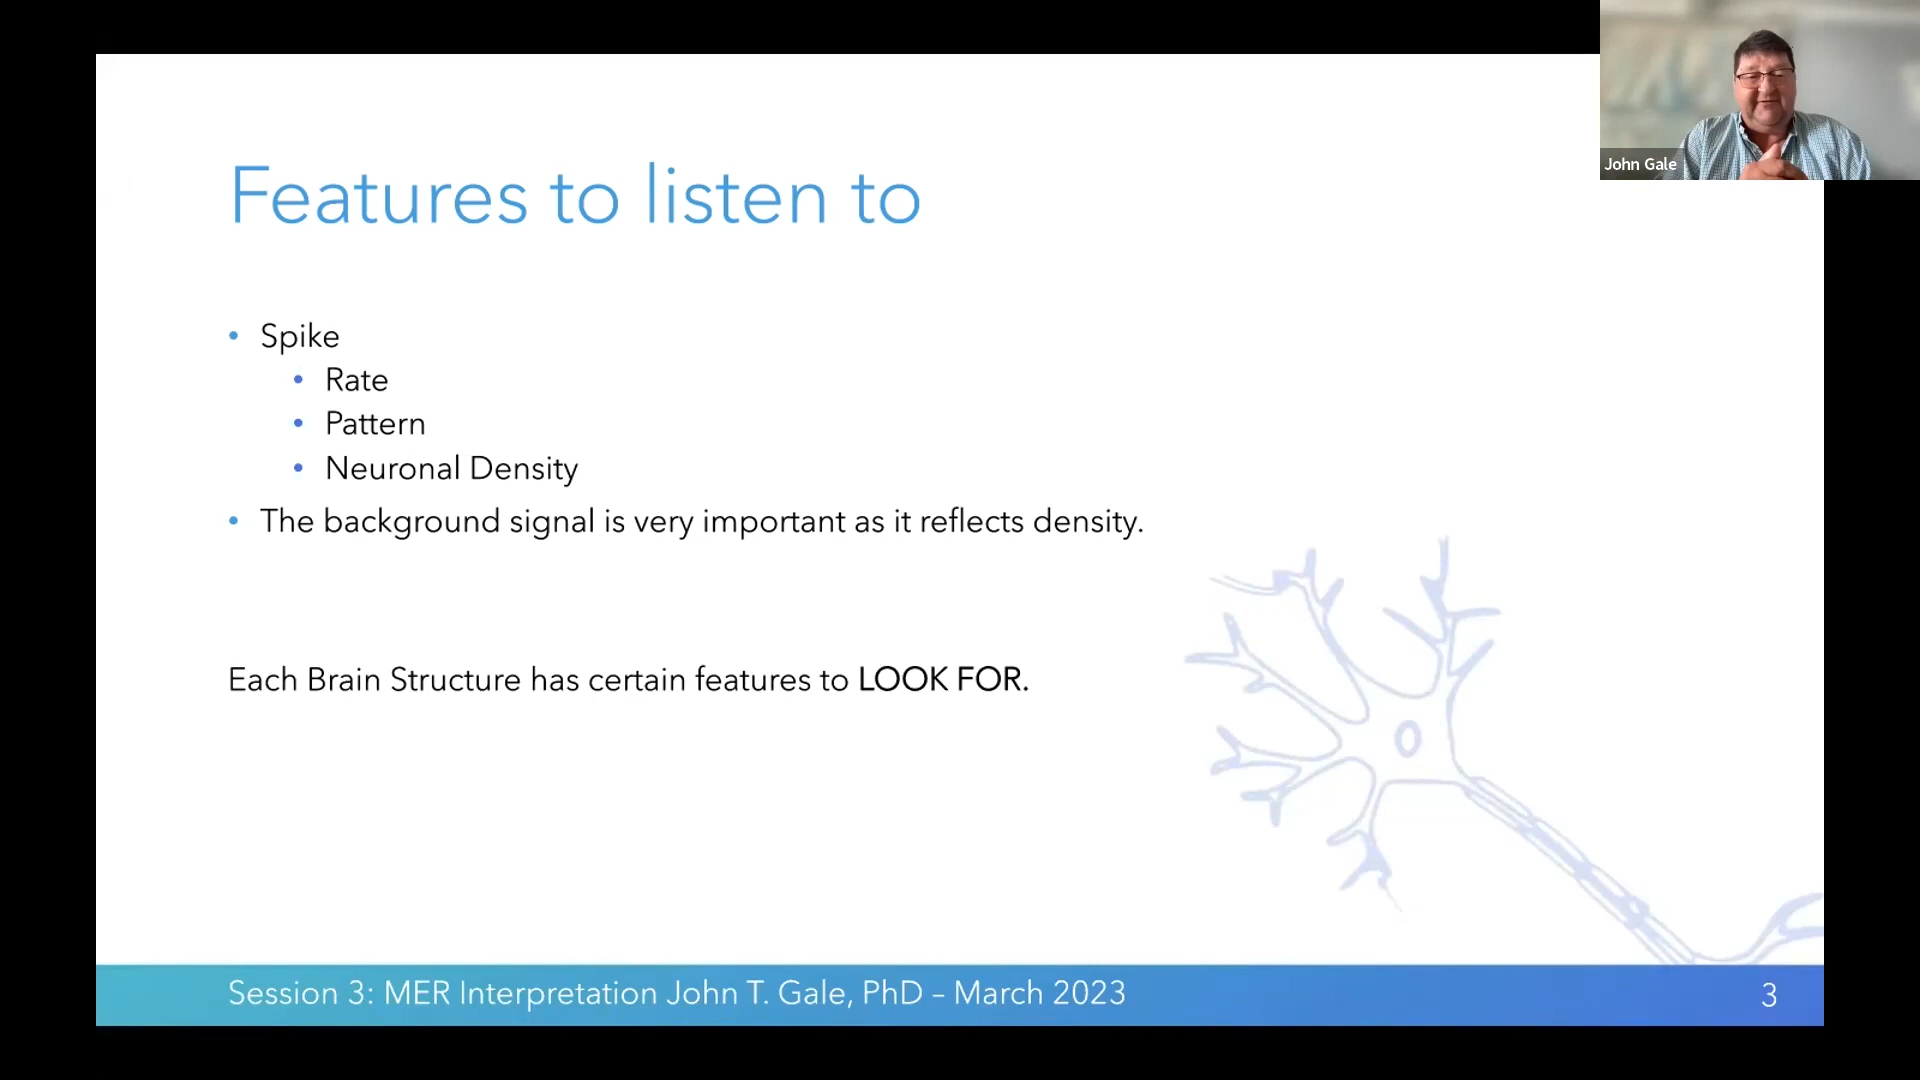 John Gale
Features to listen to
• Spike
• Rate
• Pattern
• Neuronal Density
• The background signal is very important as it reflects density.
Each Brain Structure has certain features to LOOK FOR.
Session 3: MER Interpretation John T. Gale, PhD – March 2023
3